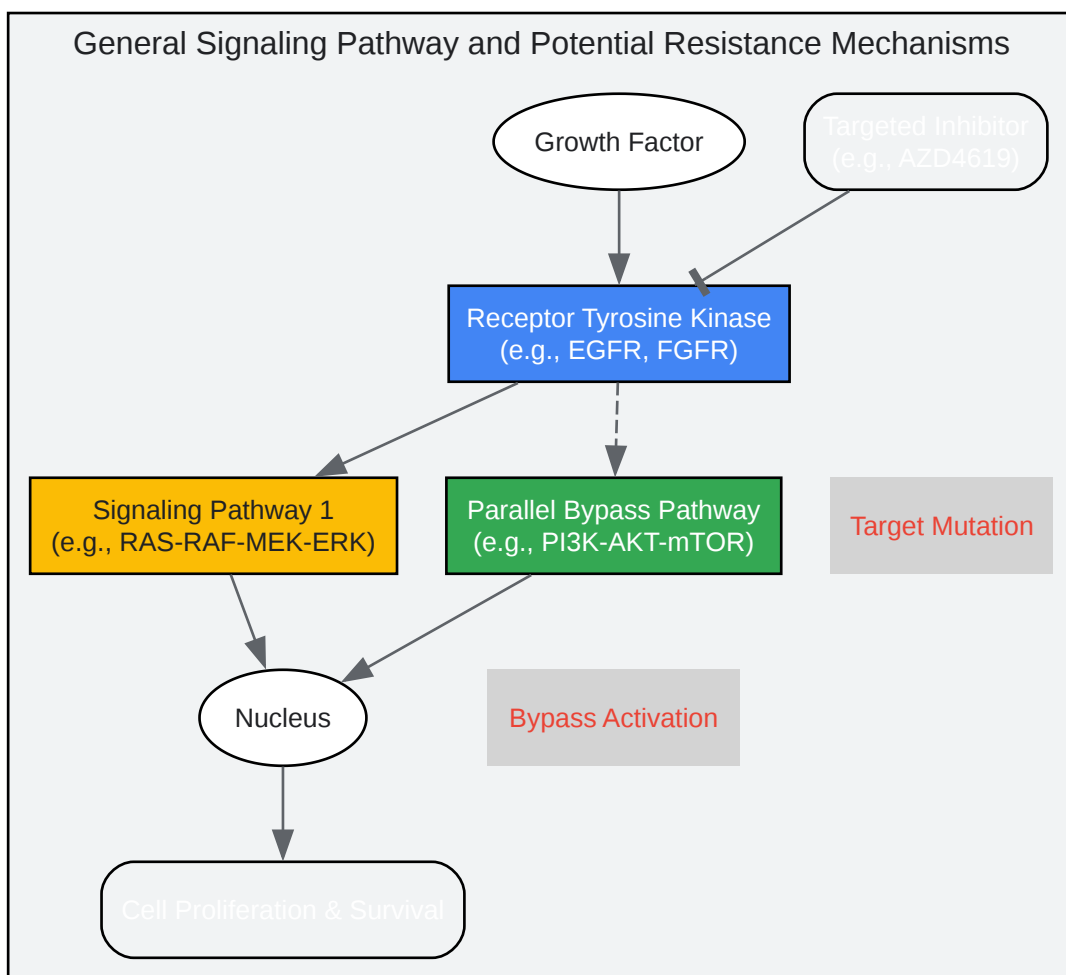 General Signaling Pathway and Potential Resistance Mechanisms
Growth Factor
Targeted Inhibitor
(e.g., AZD4619)
Receptor Tyrosine Kinase
(e.g., EGFR, FGFR)
Signaling Pathway 1
(e.g., RAS-RAF-MEK-ERK)
Parallel Bypass Pathway
(e.g., PI3K-AKT-mTOR)
Target Mutation
Nucleus
Bypass Activation
Cell Proliferation & Survival